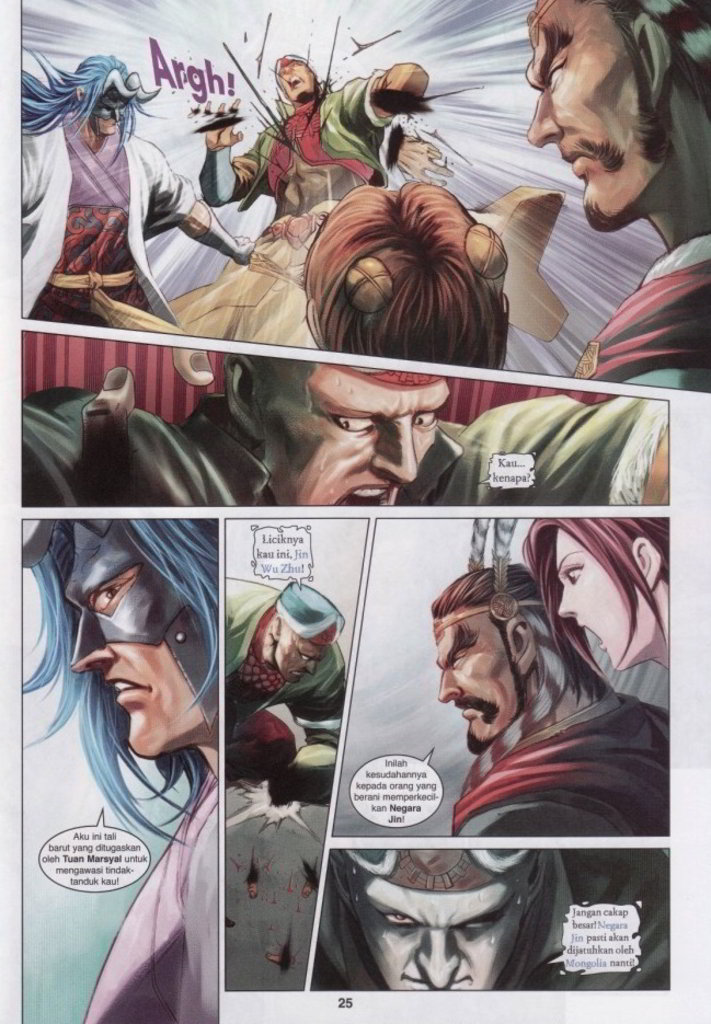 Argh!
Kau...
kenapa?
Liciknya
kau ini, Jin
Wu Zhu!
Aku ini tali
barut yang ditugaskan
oleh Tuan Marsyal untuk
mengawasi tindak-
tanduk kau!
Inilah
kesudahannya
kepada orang yang
berani memperkecil-
kan Negara
Jin!
Jangan cakap
besar! Negara
Jin pasti akan
dijatuhkan oleh
Mongolia nanti!
25